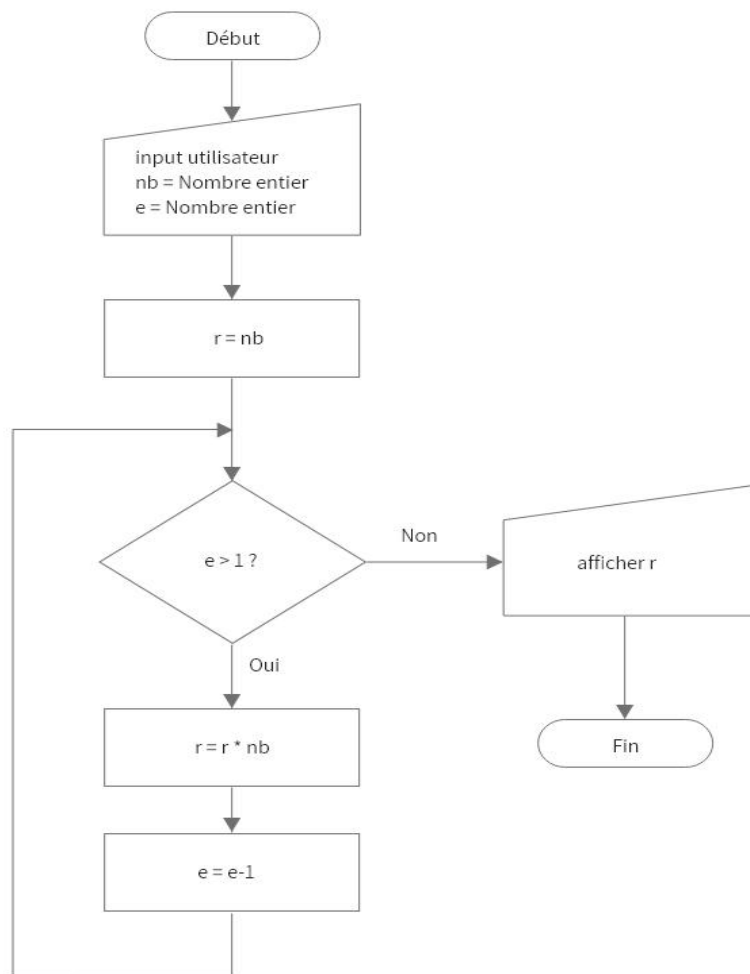 Début
input utilisateur
nb = Nombre entier
e = Nombre entier
r = nb
e > 1 ?
Non
afficher r
Oui
r = r * nb
Fin
e = e-1